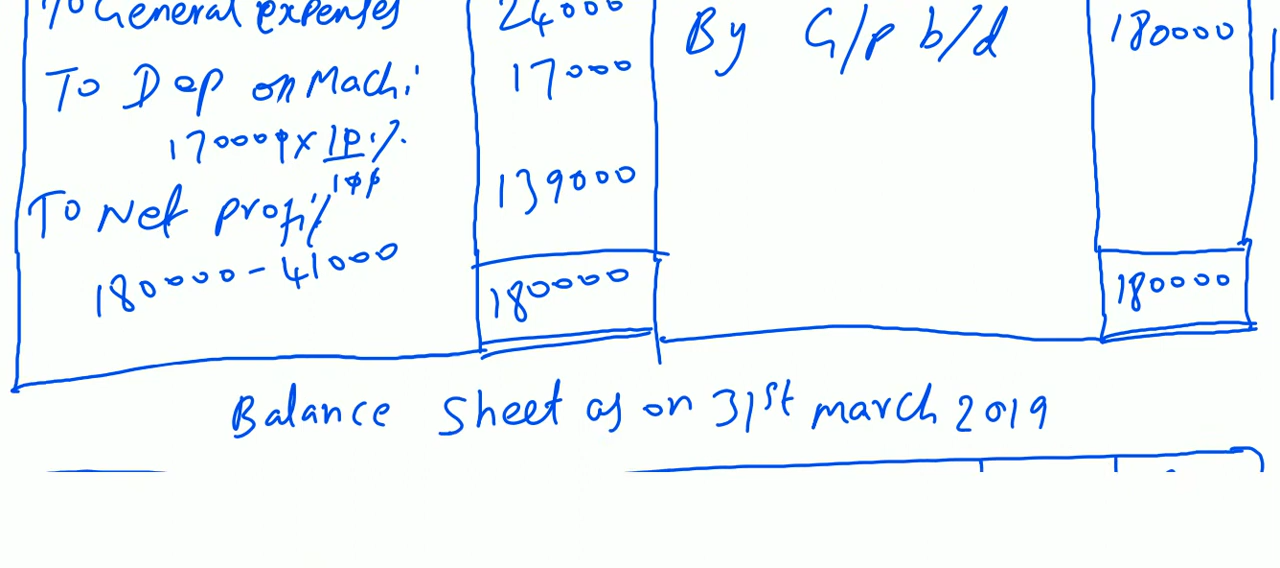 To General expenses 24000 By G/p b/d 180000
To Dep on Machi 17000
170000 x 10%
100
To Net profit 139000
180000 - 41000
180000 180000
Balance Sheet as on 31st march 2019